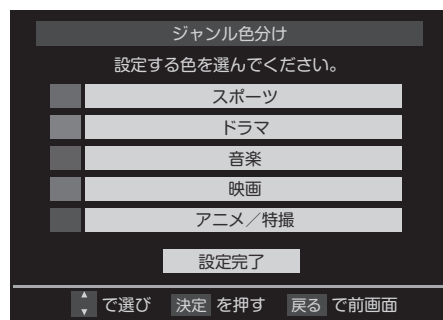 ジャンル色分け
設定する色を選んでください。
スポーツ
ドラマ
音楽
映画
アニメ／特撮
設定完了
で選び 決定 を押す 戻る で前画面